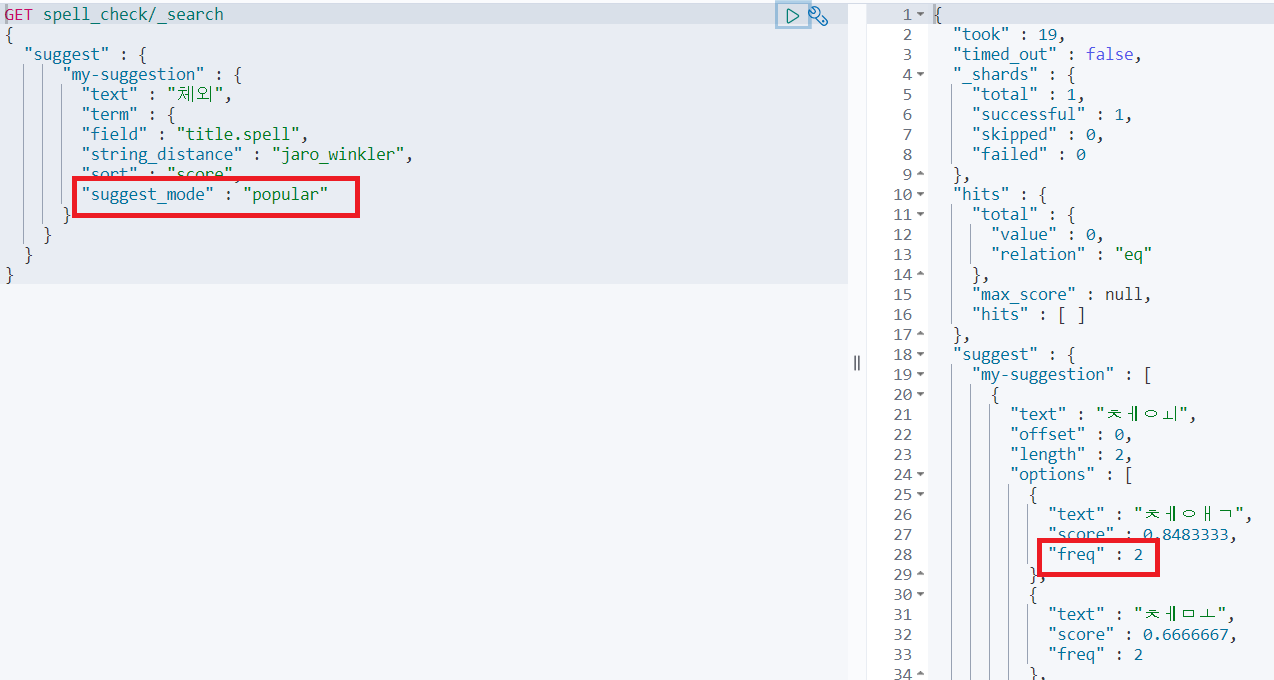 GET spell_check/_search
{
  "suggest" : {
      "my-suggestion" : {
        "text" : "체외",
        "term" : {
        "field" : "title.spell",
        "string_distance" : "jaro_winkler",
        "sort" : "score",
        "suggest_mode" : "popular"
      }
    }
  }
}
1 {
2   "took" : 19,
3   "timed_out" : false,
4   "_shards" : {
5     "total" : 1,
6     "successful" : 1,
7     "skipped" : 0,
8     "failed" : 0
9   },
10   "hits" : {
11     "total" : {
12       "value" : 0,
13       "relation" : "eq"
14     },
15     "max_score" : null,
16     "hits" : [ ]
17   },
18   "suggest" : {
19     "my-suggestion" : [
20       {
21         "text" : "ㅊㅔㅇㅚ",
22         "offset" : 0,
23         "length" : 2,
24         "options" : [
25           {
26             "text" : "ㅊㅔㅇㅐㄱ",
27             "score" : 0.8483333,
28             "freq" : 2
29           },
30           {
31             "text" : "ㅊㅔㅁㅗ",
32             "score" : 0.6666667,
33             "freq" : 2
34           },